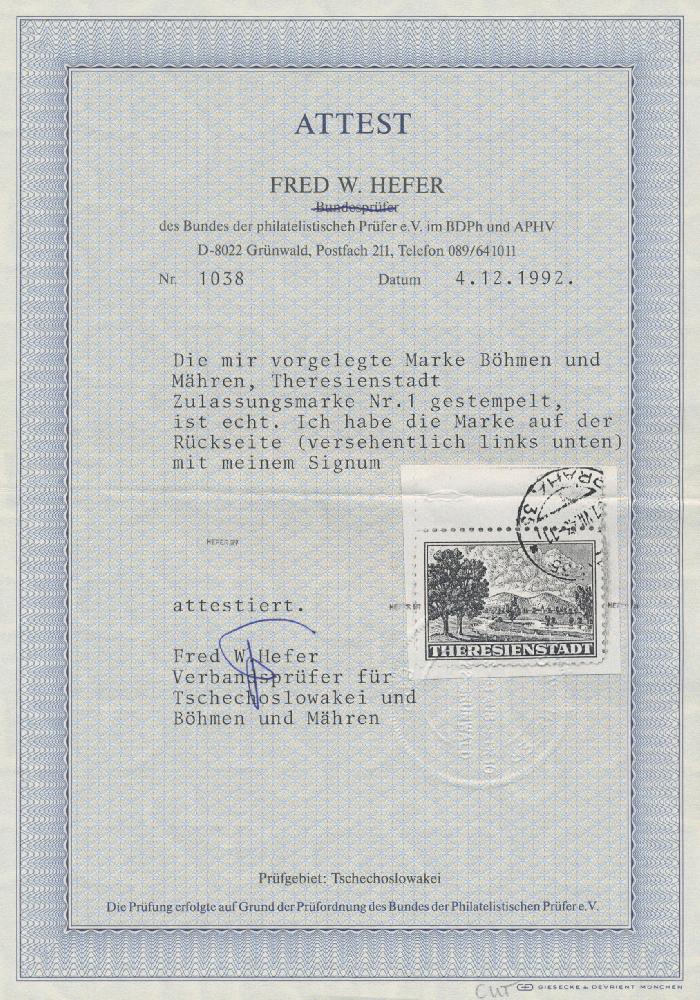 ATTEST
FRED W. HEFER
Bundesprüfer
des Bundes der philatelistischen Prüfer e.V. im BDPh und APHV
D-8022 Grünwald, Postfach 211, Telefon 089/641011
Nr. 1038 Datum 4.12.1992.
Die mir vorgelegte Marke Böhmen und
Mähren, Theresienstadt
Zulassungsmarke Nr.1 gestempelt,
ist echt. Ich habe die Marke auf der
Rückseite (versehentlich links unten)
mit meinem Signum
PRAHA 35
THERESIENSTADT
attestiert.
Fred W.Hefer
Verbandsprüfer für
Tschechoslowakei und
Böhmen und Mähren
GRÜNWALD
Prüfgebiet: Tschechoslowakei
Die Prüfung erfolgte auf Grund der Prüfordnung des Bundes der Philatelistischen Prüfer e.V.
GIESECKE & DEVRIENT MÜNCHEN